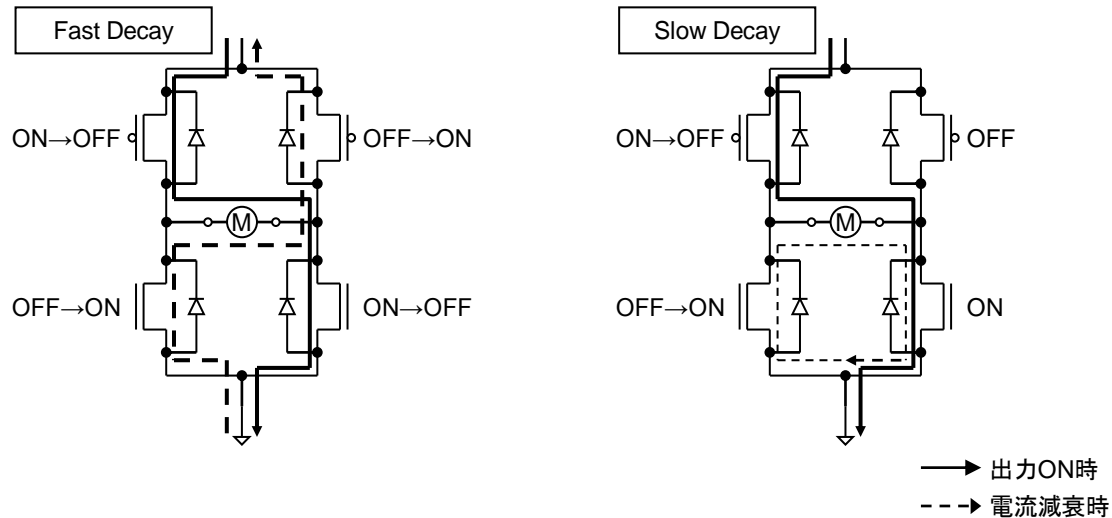 Fast Decay
ON→OFF
OFF→ON
M
OFF→ON
ON→OFF
Slow Decay
ON→OFF
OFF
M
OFF→ON
ON
出力ON時
電流減衰時